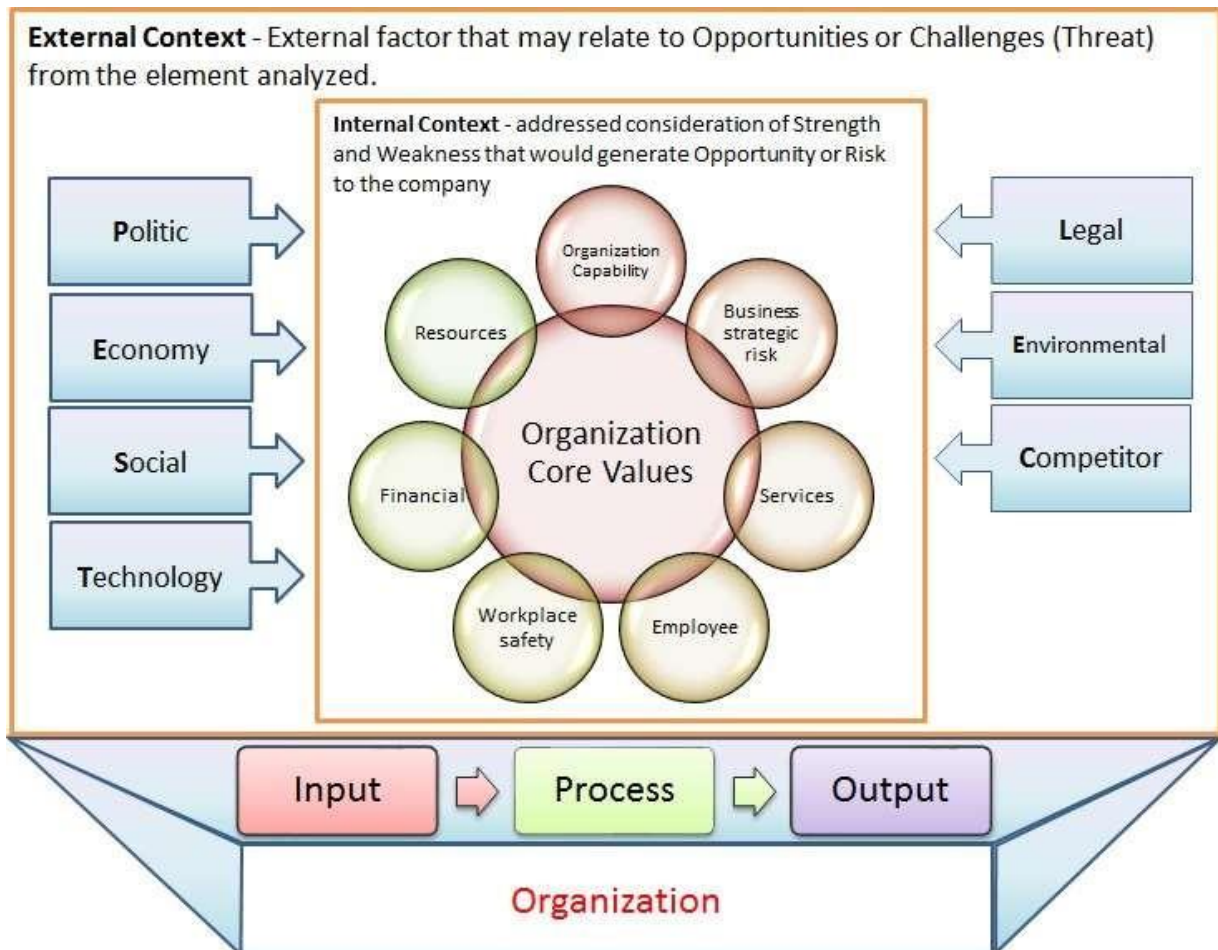 External Context - External factor that may relate to Opportunities or Challenges (Threat)
from the element analyzed.
Internal Context - addressed consideration of Strength
and Weakness that would generate Opportunity or Risk
to the company
Politic
Economy
Social
Technology
Organization
Capability
Business
strategic
risk
Services
Employee
Workplace
safety
Financial
Resources
Organization
Core Values
Legal
Environmental
Competitor
Input
Process
Output
Organization